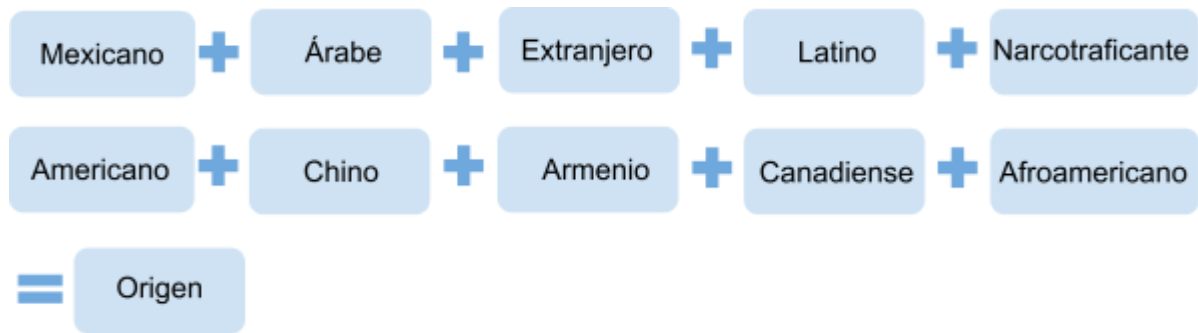 Mexicano + Árabe + Extranjero + Latino + Narcotraficante
Americano + Chino + Armenio + Canadiense + Afroamericano
= Origen